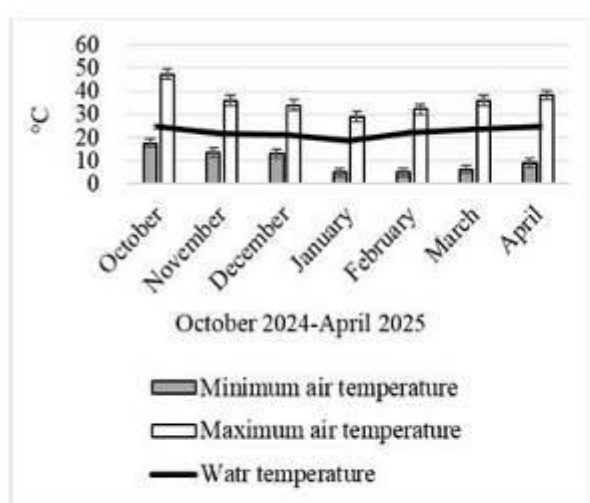 60
50
40
30
20
10
0
°C
October
November
December
January
February
March
April
October 2024-April 2025
Minimum air temperature
Maximum air temperature
Watr temperature